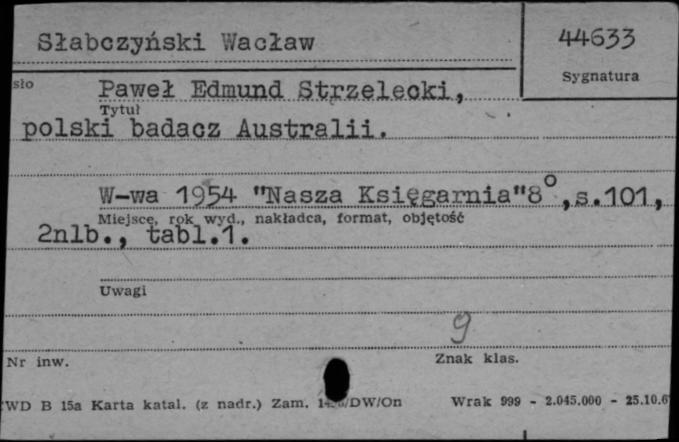 Słabczyński Wacław
44633
Sygnatura
sło
Paweł Edmund Strzelecki,
Tytuł
polski badacz Australii.
W-wa 1954 "Nasza Księgarnia"8°,s.101,
Miejsce, rok wyd., nakładca, format, objętość
2nlb., tabl.1.
Uwagi
9
Nr inw.
Znak klas.
WD B 15a Karta katal. (z nadr.) Zam. /DW/On
Wrak 999 - 2.045.000 - 25.10.6